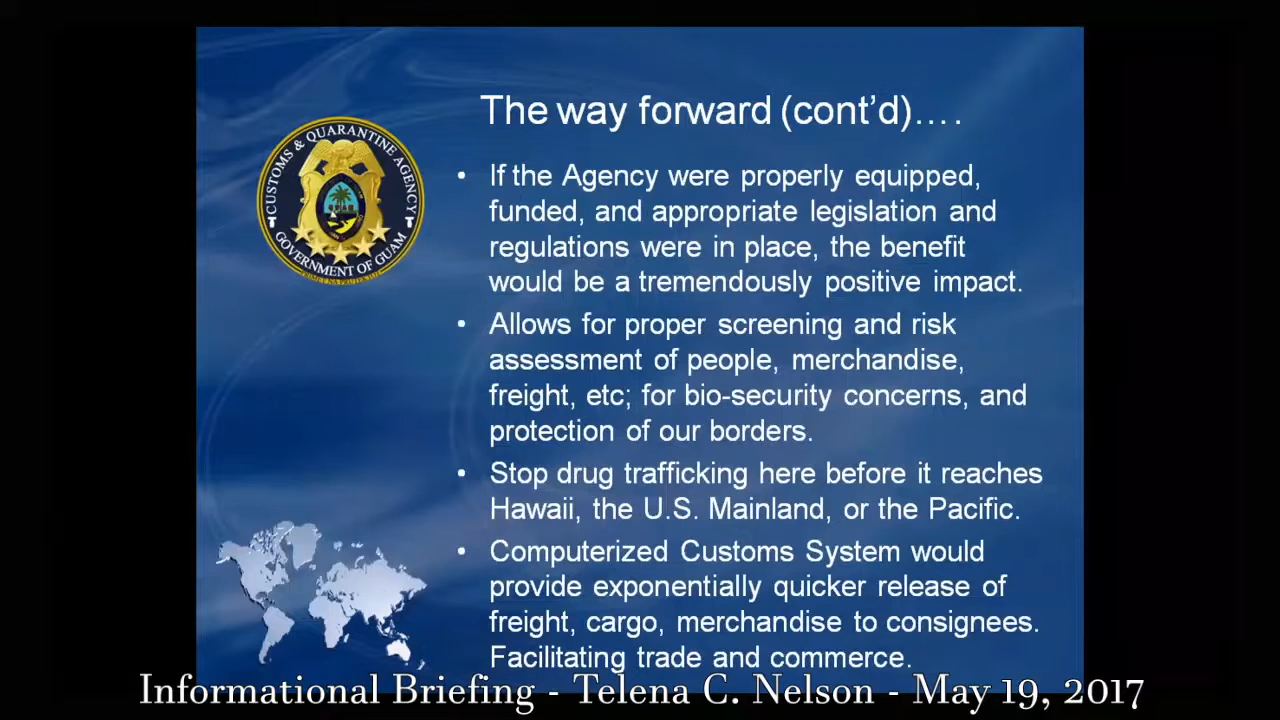 The way forward (cont'd)....
CUSTOMS & QUARANTINE AGENCY
GOVERNMENT OF GUAM
• If the Agency were properly equipped,
funded, and appropriate legislation and
regulations were in place, the benefit
would be a tremendously positive impact.
• Allows for proper screening and risk
assessment of people, merchandise,
freight, etc; for bio-security concerns, and
protection of our borders.
• Stop drug trafficking here before it reaches
Hawaii, the U.S. Mainland, or the Pacific.
• Computerized Customs System would
provide exponentially quicker release of
freight, cargo, merchandise to consignees.
Facilitating trade and commerce.
Informational Briefing - Telena C. Nelson - May 19, 2017